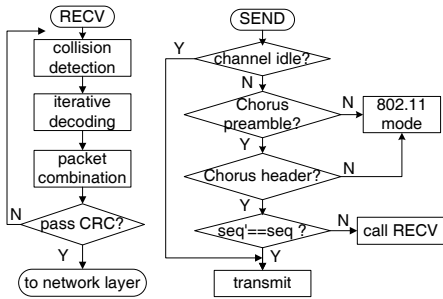 RECV
collision
detection
iterative
decoding
packet
combination
N
pass CRC?
Y
to network layer
SEND
Y
channel idle?
N
Chorus
preamble?
N
802.11
mode
Y
Chorus header?
N
Y
seq'==seq ?
N
call RECV
Y
transmit